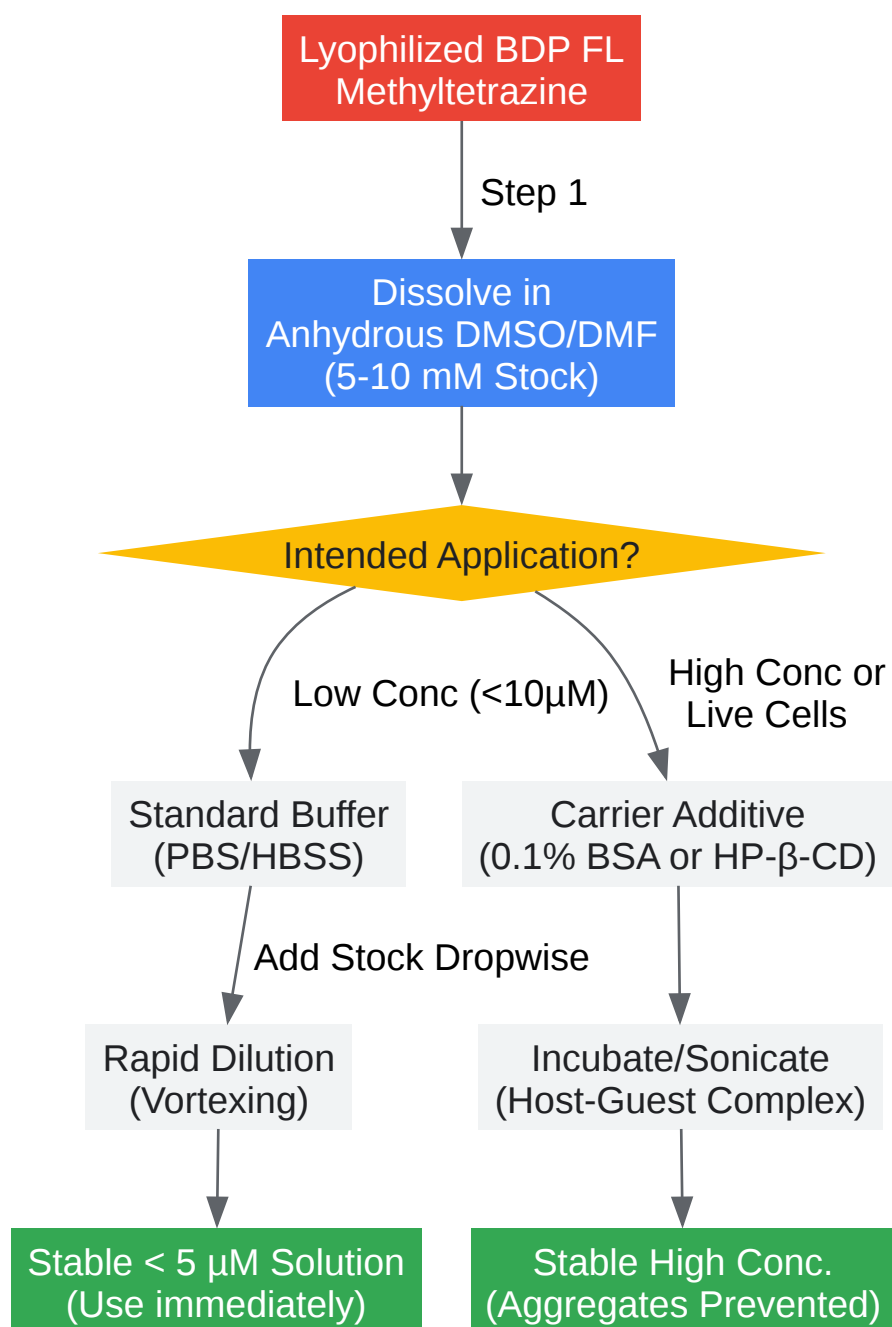 Lyophilized BDP FL
Methyltetrazine
Step 1
Dissolve in
Anhydrous DMSO/DMF
(5-10 mM Stock)
Intended Application?
Low Conc (<10µM)
High Conc or
Live Cells
Standard Buffer
(PBS/HBSS)
Carrier Additive
(0.1% BSA or HP-β-CD)
Add Stock Dropwise
Rapid Dilution
(Vortexing)
Incubate/Sonicate
(Host-Guest Complex)
Stable < 5 µM Solution
(Use immediately)
Stable High Conc.
(Aggregates Prevented)